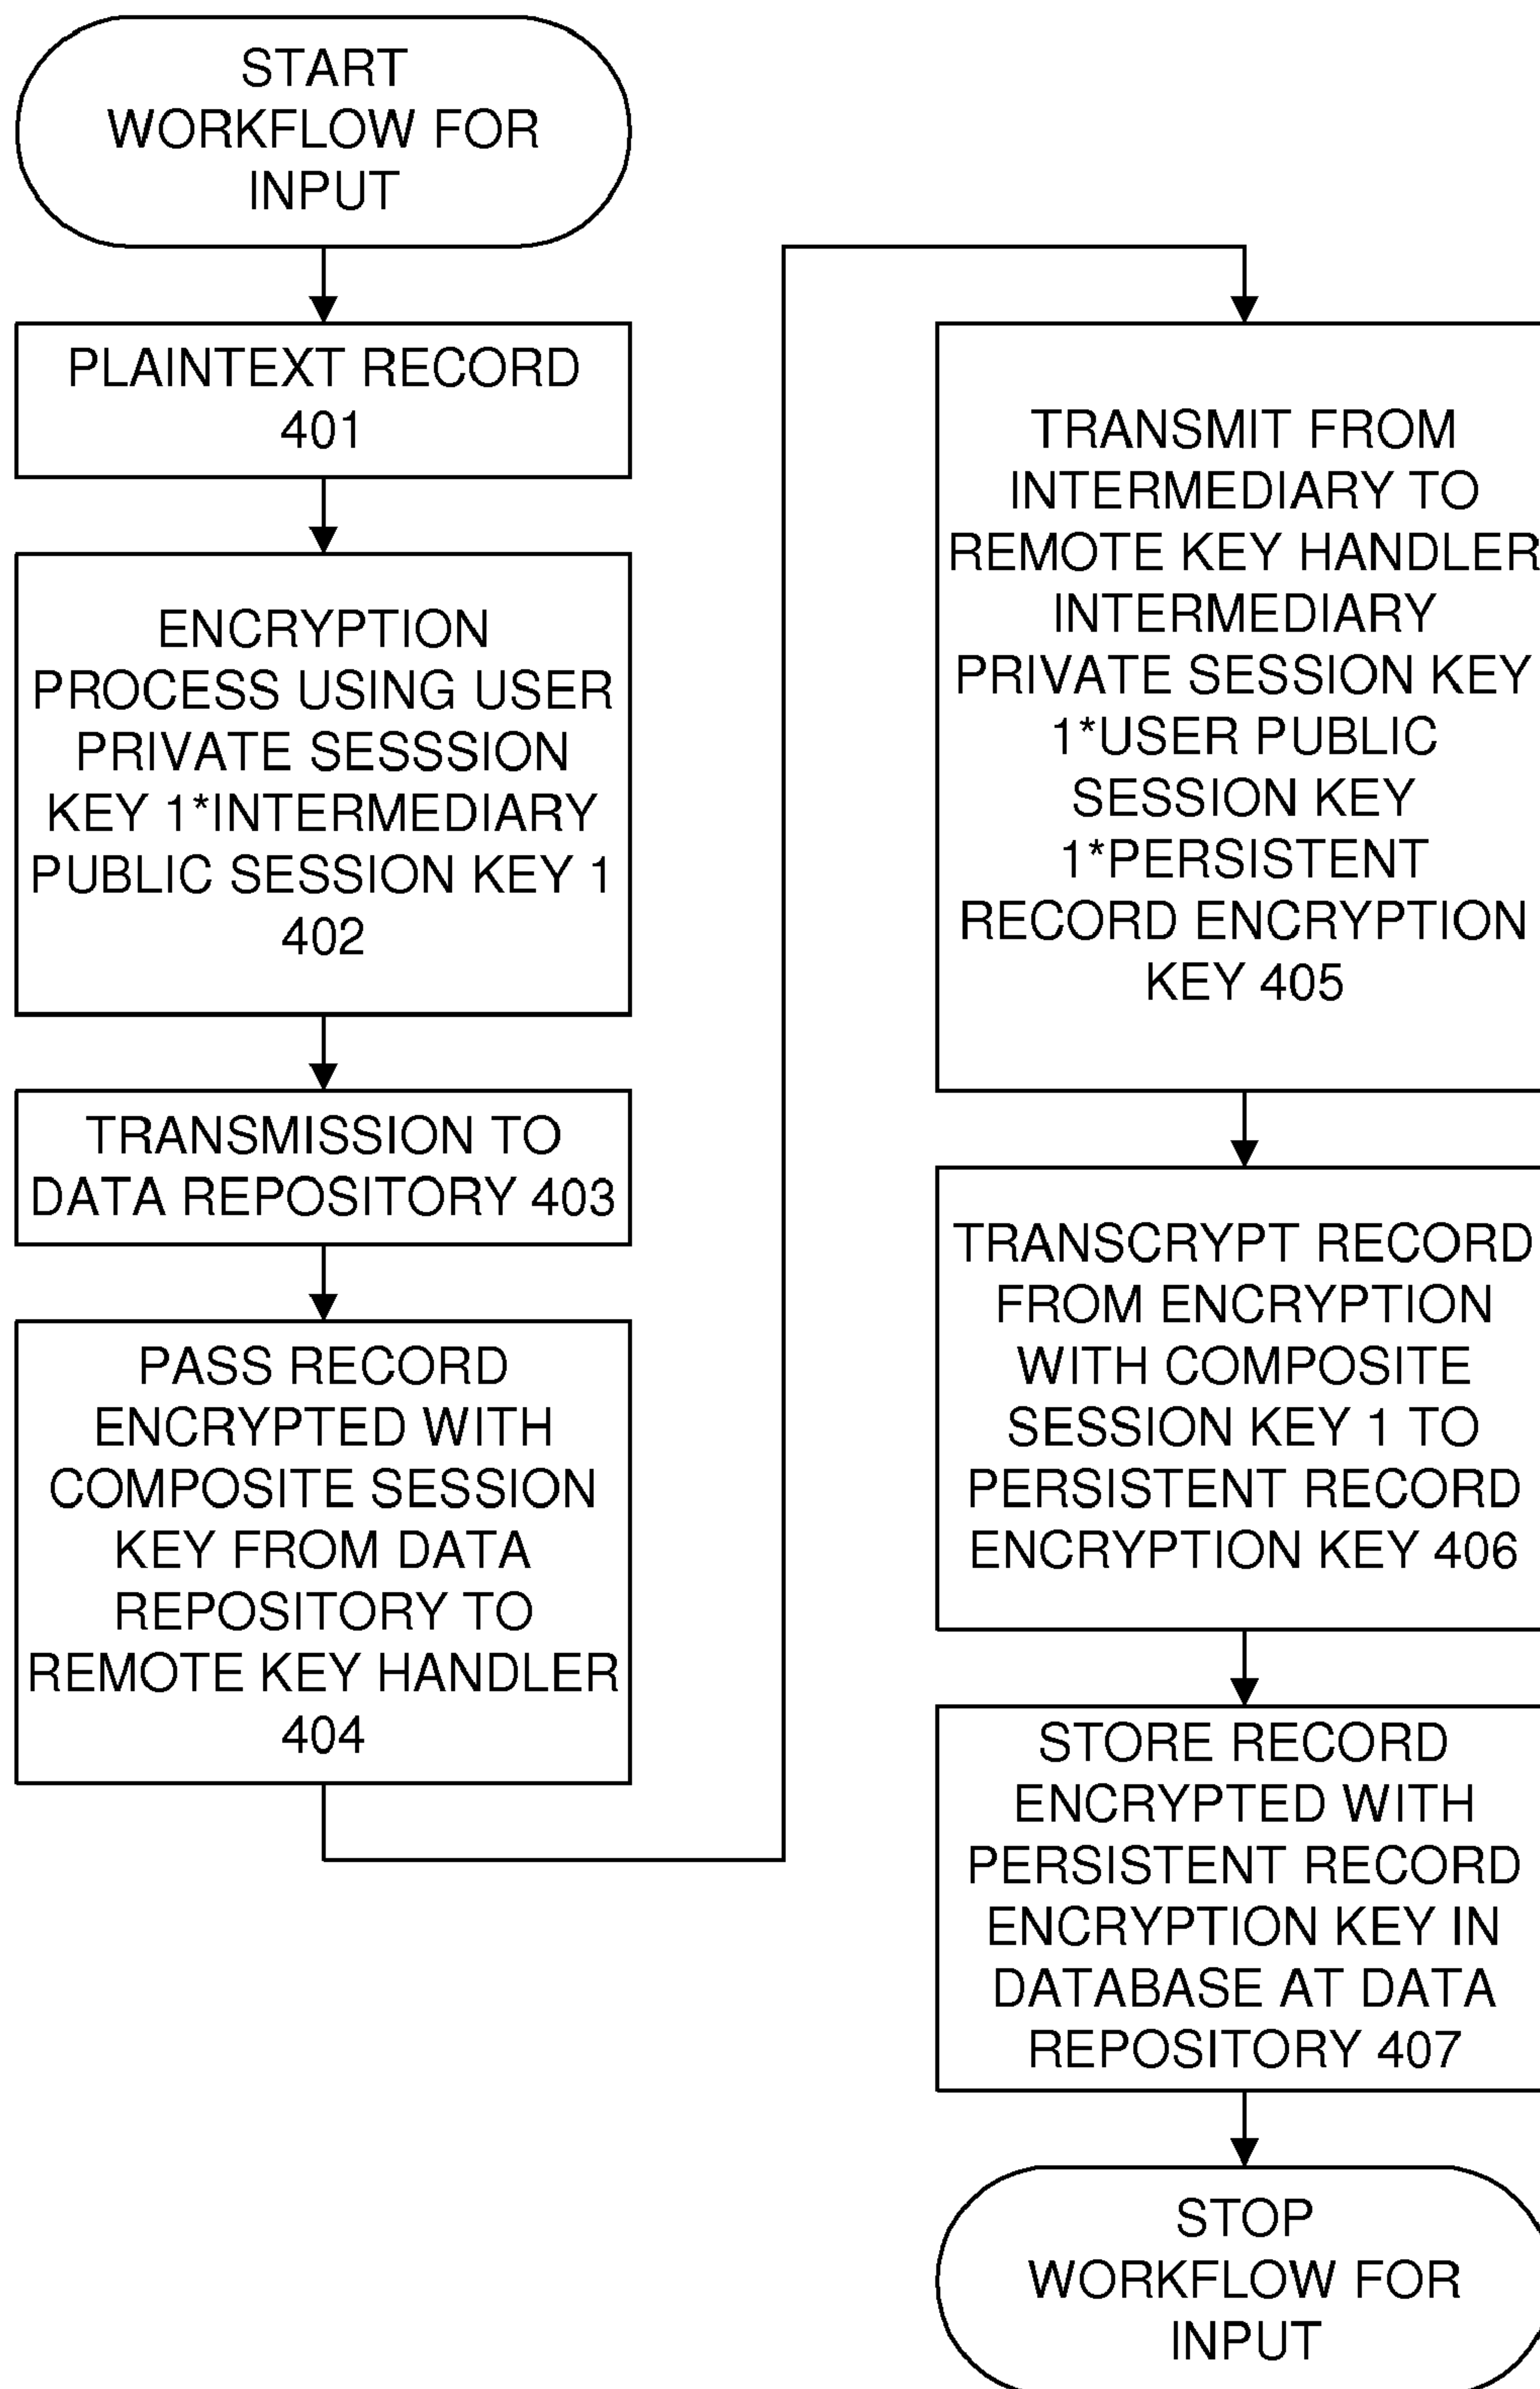 START
WORKFLOW FOR
INPUT
PLAINTEXT RECORD
401
ENCRYPTION
PROCESS USING USER
PRIVATE SESSSION
KEY 1*INTERMEDIARY
PUBLIC SESSION KEY 1
402
TRANSMISSION TO
DATA REPOSITORY 403
PASS RECORD
ENCRYPTED WITH
COMPOSITE SESSION
KEY FROM DATA
REPOSITORY TO
REMOTE KEY HANDLER
404
TRANSMIT FROM
INTERMEDIARY TO
REMOTE KEY HANDLER
INTERMEDIARY
PRIVATE SESSION KEY
1*USER PUBLIC
SESSION KEY
1*PERSISTENT
RECORD ENCRYPTION
KEY 405
TRANSCRYPT RECORD
FROM ENCRYPTION
WITH COMPOSITE
SESSION KEY 1 TO
PERSISTENT RECORD
ENCRYPTION KEY 406
STORE RECORD
ENCRYPTED WITH
PERSISTENT RECORD
ENCRYPTION KEY IN
DATABASE AT DATA
REPOSITORY 407
STOP
WORKFLOW FOR
INPUT